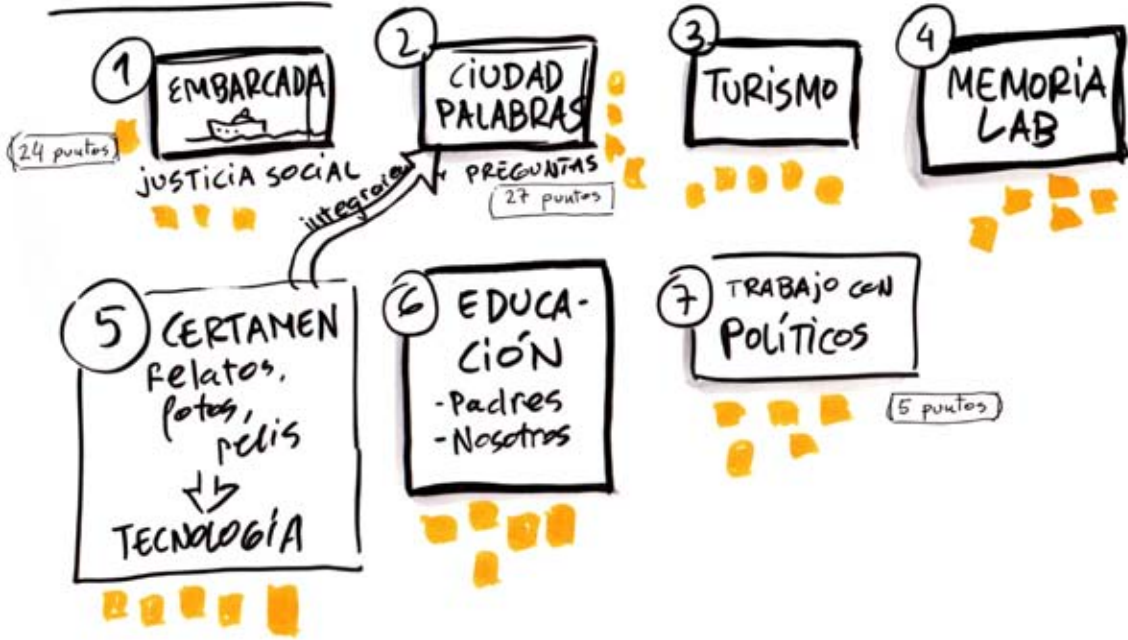 1
EMBARCADA
24 puntos
JUSTICIA SOCIAL
2
CIUDAD
PALABRAS
PREGUNTAS
27 puntos
3
TURISMO
4
MEMORIA
LAB
integrarlo
5
CERTAMEN
Relatos,
fotos,
pelis
TECNOLOGÍA
6
EDUCA-
CIÓN
-Padres
-Nosotros
7
TRABAJO CON
POLÍTICOS
5 puntos